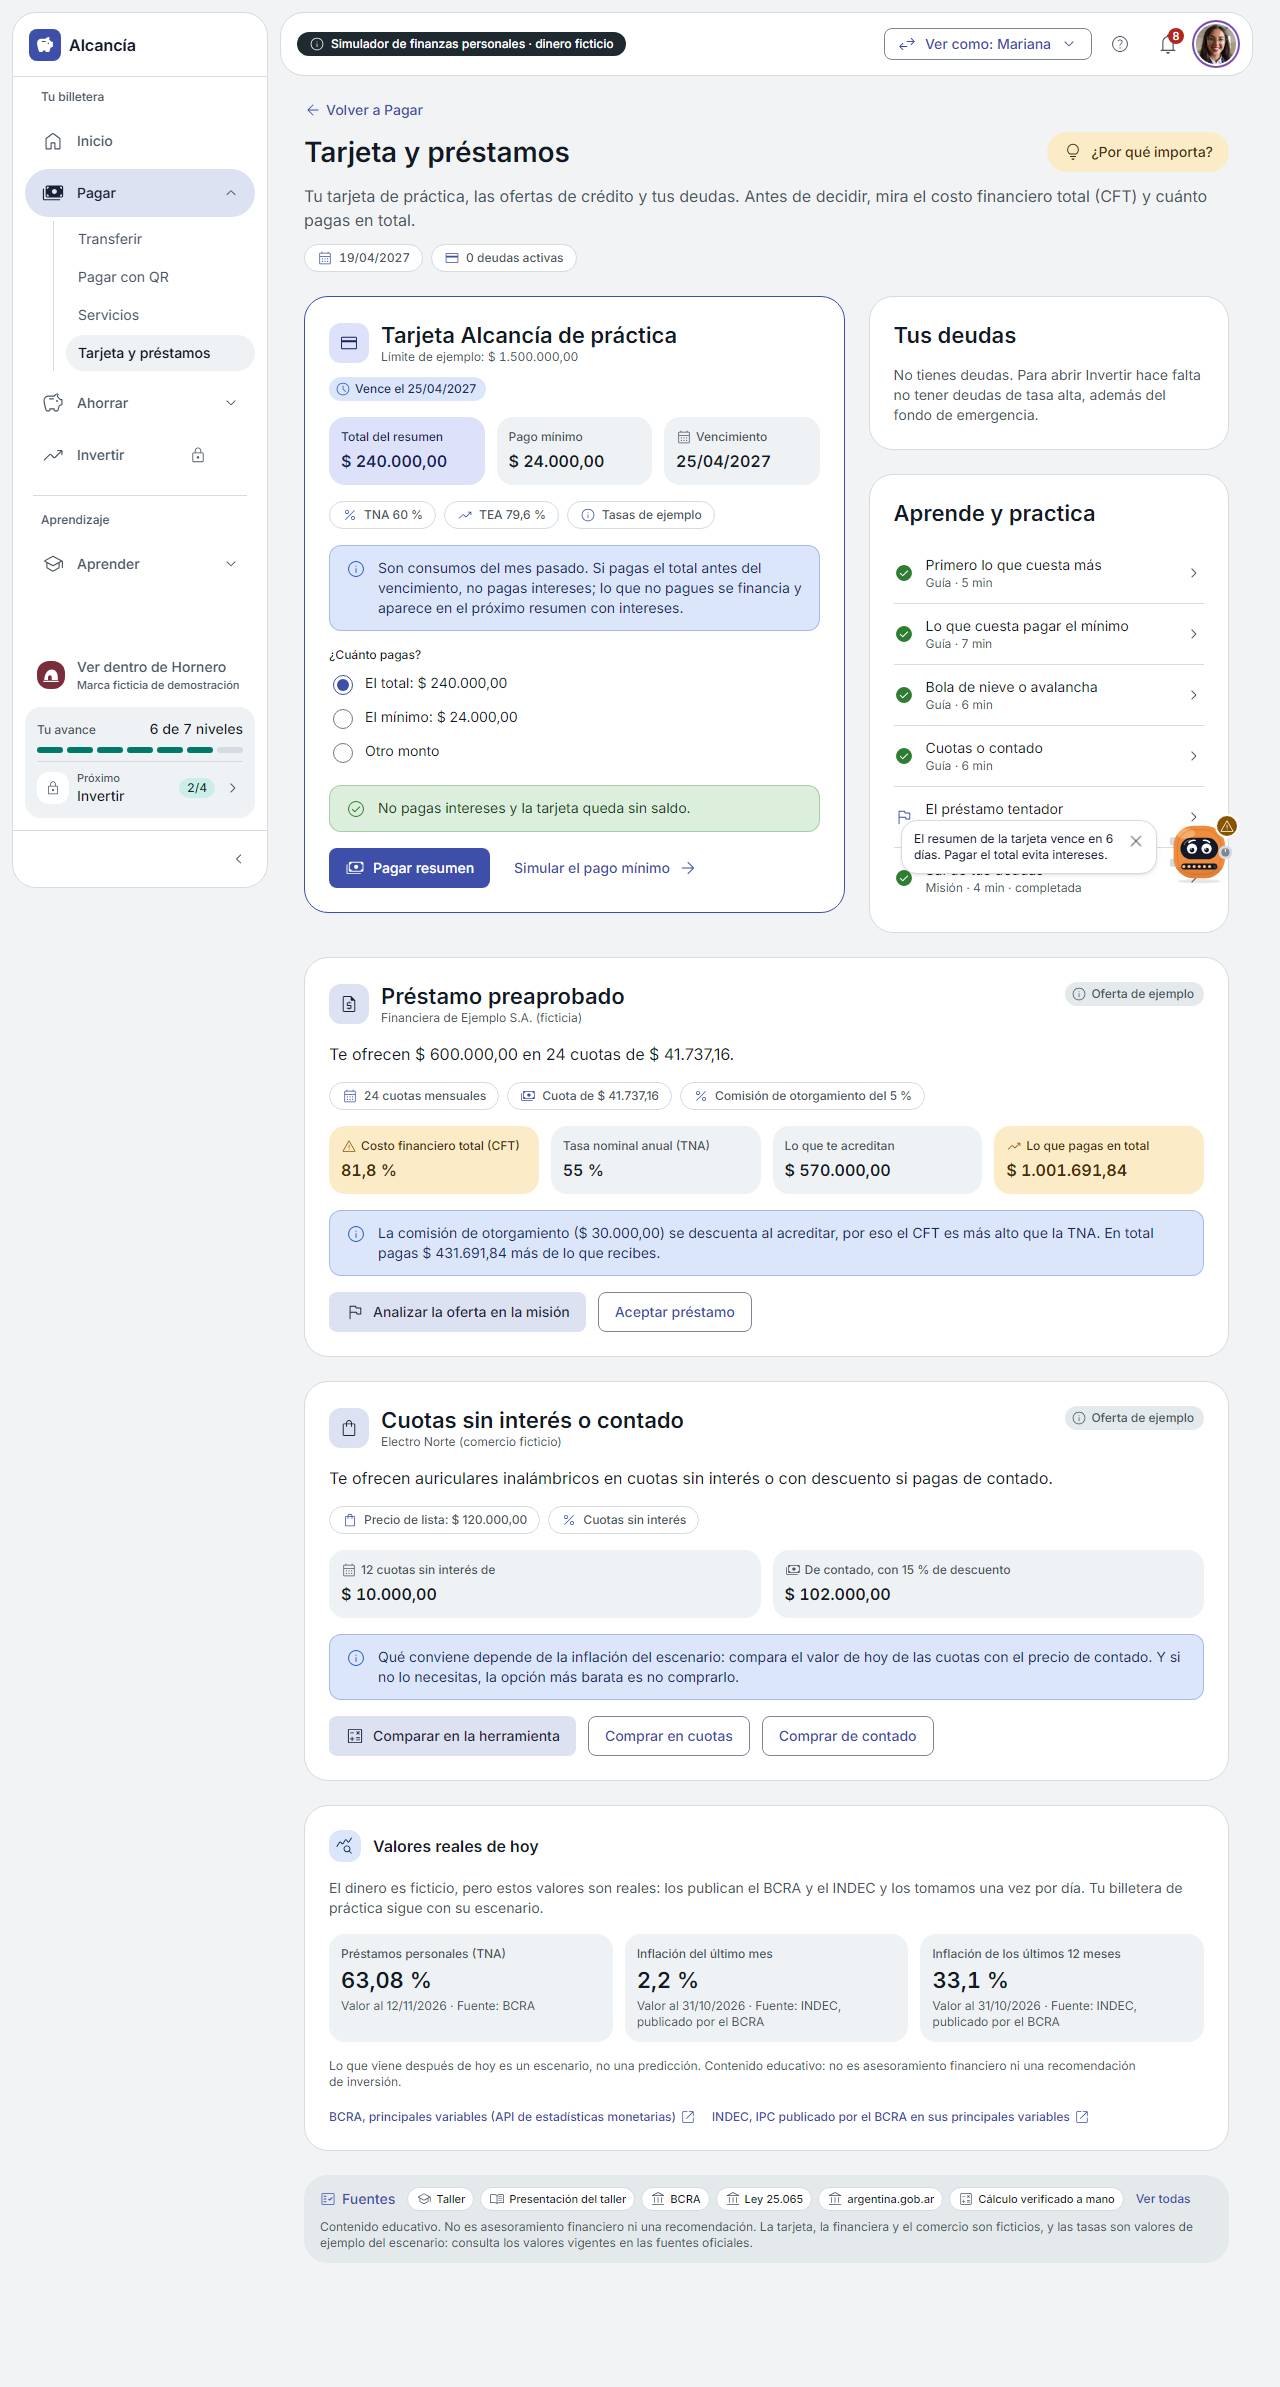 Alcancía
Tu billetera
Inicio
Pagar
Transferir
Pagar con QR
Servicios
Tarjeta y préstamos
Ahorrar
Invertir
Aprendizaje
Aprender
Ver dentro de Hornero
Marca ficticia de demostración
Tu avance
6 de 7 niveles
Próximo
Invertir
2/4
Simulador de finanzas personales · dinero ficticio
Ver como: Mariana
8
Volver a Pagar
Tarjeta y préstamos
¿Por qué importa?
Tu tarjeta de práctica, las ofertas de crédito y tus deudas. Antes de decidir, mira el costo financiero total (CFT) y cuánto
pagas en total.
19/04/2027
0 deudas activas
Tarjeta Alcancía de práctica
Límite de ejemplo: $ 1.500.000,00
Vence el 25/04/2027
Total del resumen
$ 240.000,00
Pago mínimo
$ 24.000,00
Vencimiento
25/04/2027
TNA 60 %
TEA 79,6 %
Tasas de ejemplo
Son consumos del mes pasado. Si pagas el total antes del
vencimiento, no pagas intereses; lo que no pagues se financia y
aparece en el próximo resumen con intereses.
¿Cuánto pagas?
El total: $ 240.000,00
El mínimo: $ 24.000,00
Otro monto
No pagas intereses y la tarjeta queda sin saldo.
Pagar resumen
Simular el pago mínimo
Tus deudas
No tienes deudas. Para abrir Invertir hace falta
no tener deudas de tasa alta, además del
fondo de emergencia.
Aprende y practica
Primero lo que cuesta más
Guía · 5 min
Lo que cuesta pagar el mínimo
Guía · 7 min
Bola de nieve o avalancha
Guía · 6 min
Cuotas o contado
Guía · 6 min
El préstamo tentador
El resumen de la tarjeta vence en 6
días. Pagar el total evita intereses.
Misión · 4 min · completada
Préstamo preaprobado
Financiera de Ejemplo S.A. (ficticia)
Oferta de ejemplo
Te ofrecen $ 600.000,00 en 24 cuotas de $ 41.737,16.
24 cuotas mensuales
Cuota de $ 41.737,16
Comisión de otorgamiento del 5 %
Costo financiero total (CFT)
81,8 %
Tasa nominal anual (TNA)
55 %
Lo que te acreditan
$ 570.000,00
Lo que pagas en total
$ 1.001.691,84
La comisión de otorgamiento ($ 30.000,00) se descuenta al acreditar, por eso el CFT es más alto que la TNA. En total
pagas $ 431.691,84 más de lo que recibes.
Analizar la oferta en la misión
Aceptar préstamo
Cuotas sin interés o contado
Electro Norte (comercio ficticio)
Oferta de ejemplo
Te ofrecen auriculares inalámbricos en cuotas sin interés o con descuento si pagas de contado.
Precio de lista: $ 120.000,00
Cuotas sin interés
12 cuotas sin interés de
$ 10.000,00
De contado, con 15 % de descuento
$ 102.000,00
Qué conviene depende de la inflación del escenario: compara el valor de hoy de las cuotas con el precio de contado. Y si
no lo necesitas, la opción más barata es no comprarlo.
Comparar en la herramienta
Comprar en cuotas
Comprar de contado
Valores reales de hoy
El dinero es ficticio, pero estos valores son reales: los publican el BCRA y el INDEC y los tomamos una vez por día. Tu billetera de
práctica sigue con su escenario.
Préstamos personales (TNA)
63,08 %
Valor al 12/11/2026 · Fuente: BCRA
Inflación del último mes
2,2 %
Valor al 31/10/2026 · Fuente: INDEC,
publicado por el BCRA
Inflación de los últimos 12 meses
33,1 %
Valor al 31/10/2026 · Fuente: INDEC,
publicado por el BCRA
Lo que viene después de hoy es un escenario, no una predicción. Contenido educativo: no es asesoramiento financiero ni una recomendación
de inversión.
BCRA, principales variables (API de estadísticas monetarias)
INDEC, IPC publicado por el BCRA en sus principales variables
Fuentes
Taller
Presentación del taller
BCRA
Ley 25.065
argentina.gob.ar
Cálculo verificado a mano
Ver todas
Contenido educativo. No es asesoramiento financiero ni una recomendación. La tarjeta, la financiera y el comercio son ficticios, y las tasas son valores de
ejemplo del escenario: consulta los valores vigentes en las fuentes oficiales.